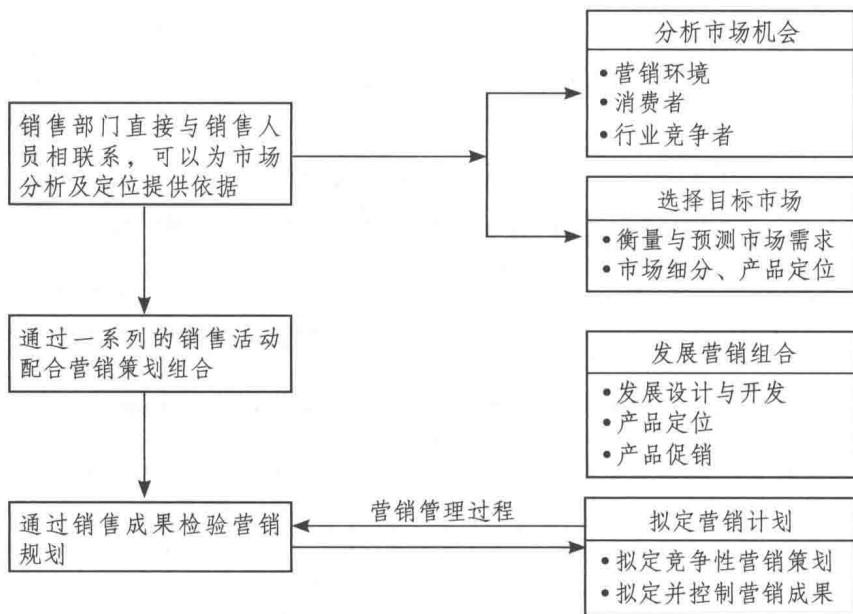 分析市场机会
•营销环境
•消费者
•行业竞争者
销售部门直接与销售人
员相联系，可以为市场
分析及定位提供依据
选择目标市场
•衡量与预测市场需求
•市场细分、产品定位
通过一系列的销售活动
配合营销策划组合
发展营销组合
•发展设计与开发
•产品定位
•产品促销
通过销售成果检验营销
规划
营销管理过程
拟定营销计划
•拟定竞争性营销策划
•拟定并控制营销成果